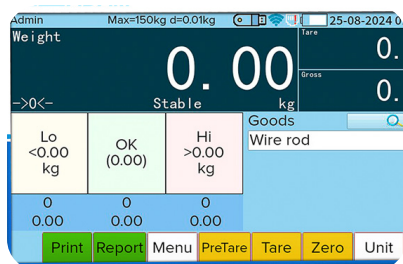 Admin Max=150kg d=0.01kg 25-08-2024 0
Weight
0.00
->0<-
Stable
kg
Tare
0.
Gross
0.
Lo
<0.00
kg
OK
(0.00)
Hi
>0.00
kg
0 0 0
0.00 0.00 0.00
Goods
Wire rod
Print Report Menu PreTare Tare Zero Unit